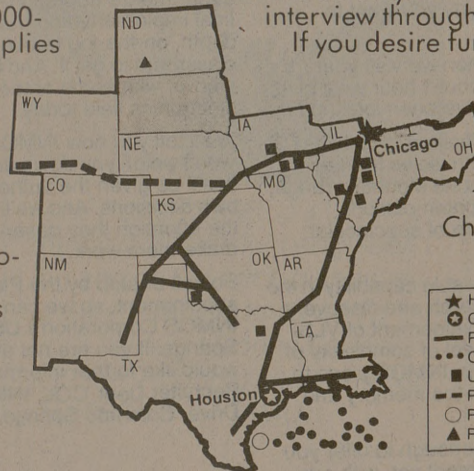 000-
plies
interview through
If you desire fur
ND
WY
IA
IL
NE
Chicago
OH
CO
MO
KS
Ch
o-
NM
OK
AR
s
LA
TX
Houston